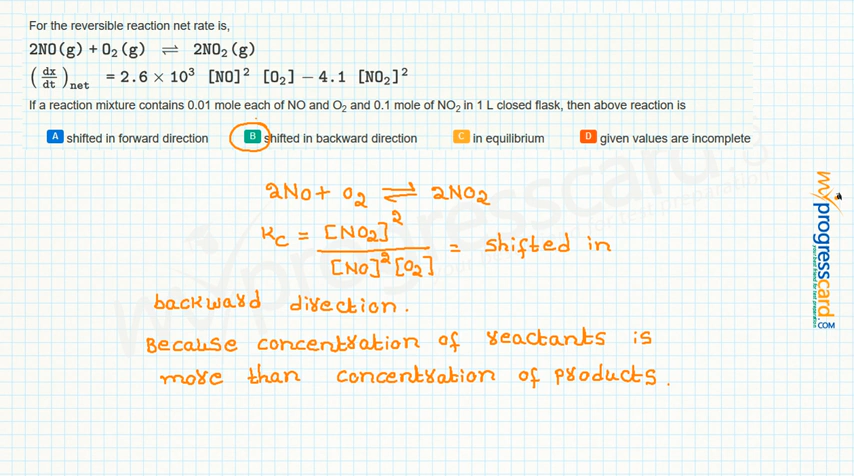 For the reversible reaction net rate is,
2NO(g) + O₂(g) ⇌ 2NO₂(g)
(dx/dt)net = 2.6 × 10³ [NO]² [O₂] − 4.1 [NO₂]²
If a reaction mixture contains 0.01 mole each of NO and O₂ and 0.1 mole of NO₂ in 1 L closed flask, then above reaction is
A shifted in forward direction B shifted in backward direction C in equilibrium D given values are incomplete
2NO + O₂ ⇌ 2NO₂
Kc = [NO₂]² / [NO]²[O₂] = shifted in
backward direction.
Because concentration of reactants is
more than concentration of products.
myprogresscard
myprogresscard.COM